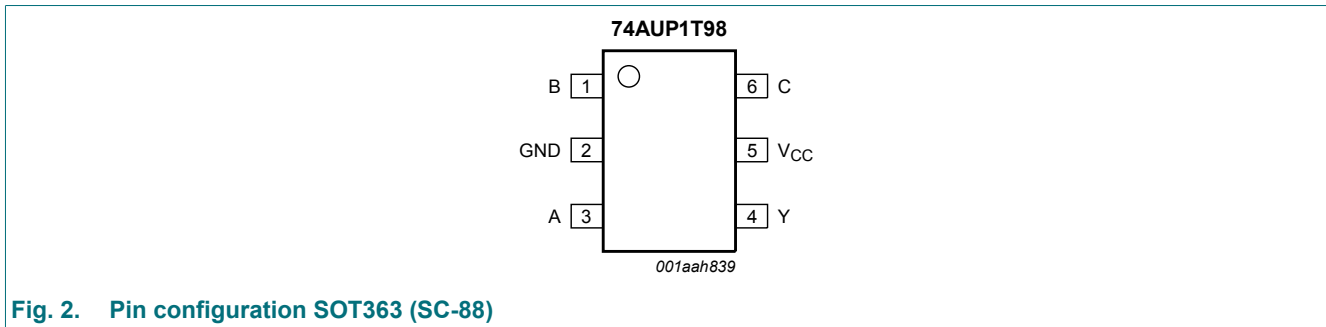 74AUP1T98
B 1 6 C
GND 2 5 VCC
A 3 4 Y
001aah839
Fig. 2. Pin configuration SOT363 (SC-88)